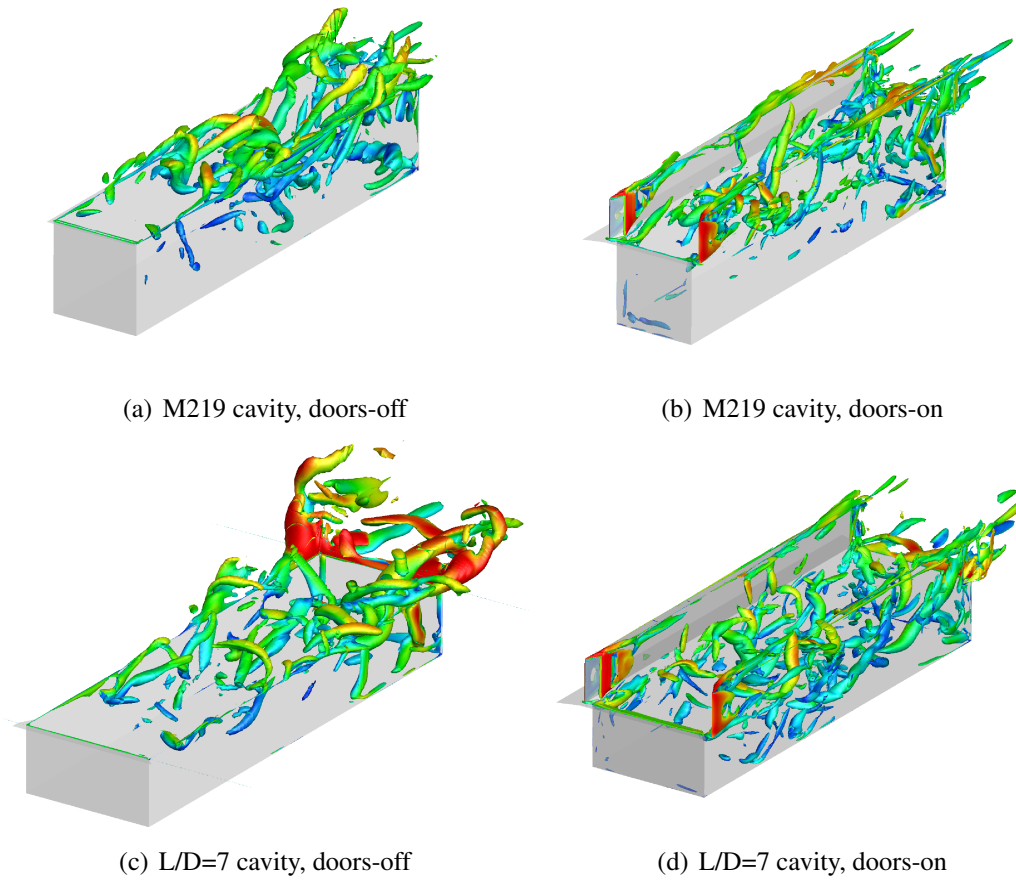 (a) M219 cavity, doors-off
(b) M219 cavity, doors-on
(c) L/D=7 cavity, doors-off
(d) L/D=7 cavity, doors-on